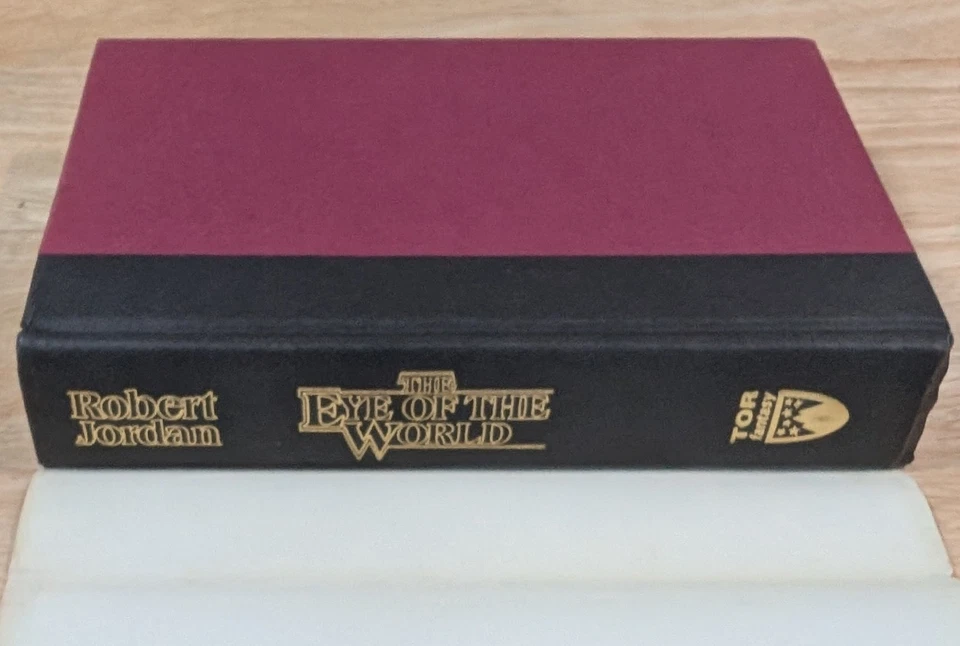 Robert
Jordan
THE
EYE OF THE
WORLD
TOR
fantasy